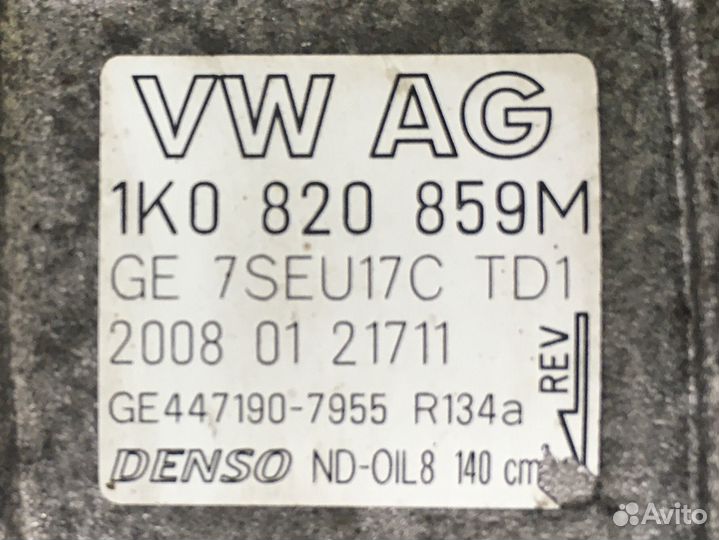 VW AG
1K0 820 859M
GE 7SEU17C TD1
2008 01 21711
REV
GE447190-7955 R134a
DENSO ND-OIL8 140 cm
Avito